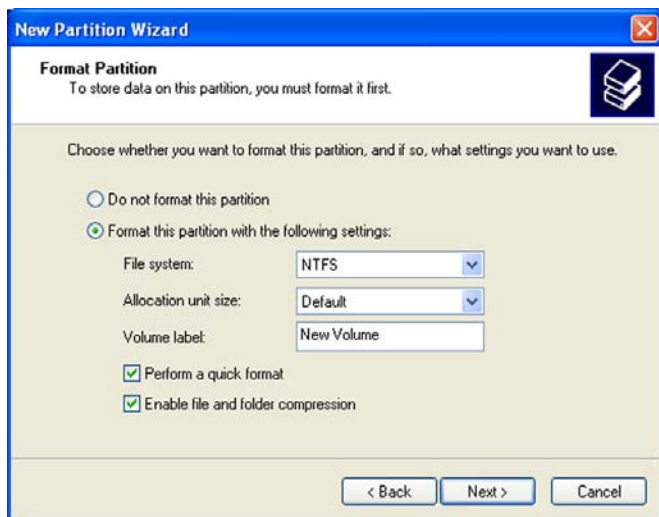 New Partition Wizard
Format Partition
To store data on this partition, you must format it first.
Choose whether you want to format this partition, and if so, what settings you want to use.
Do not format this partition
Format this partition with the following settings:
File system: NTFS
Allocation unit size: Default
Volume label: New Volume
Perform a quick format
Enable file and folder compression
< Back Next > Cancel